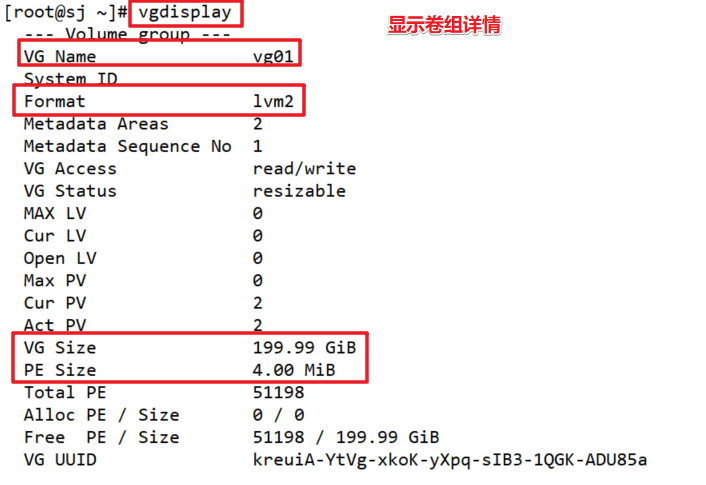 [root@sj ~]# vgdisplay
显示卷组详情
--- Volume group ---
VG Name vg01
System ID
Format lvm2
Metadata Areas 2
Metadata Sequence No 1
VG Access read/write
VG Status resizable
MAX LV 0
Cur LV 0
Open LV 0
Max PV 0
Cur PV 2
Act PV 2
VG Size 199.99 GiB
PE Size 4.00 MiB
Total PE 51198
Alloc PE / Size 0 / 0
Free  PE / Size 51198 / 199.99 GiB
VG UUID kreuiA-YtVg-xkoK-yXpq-sIB3-1QGK-ADU85a